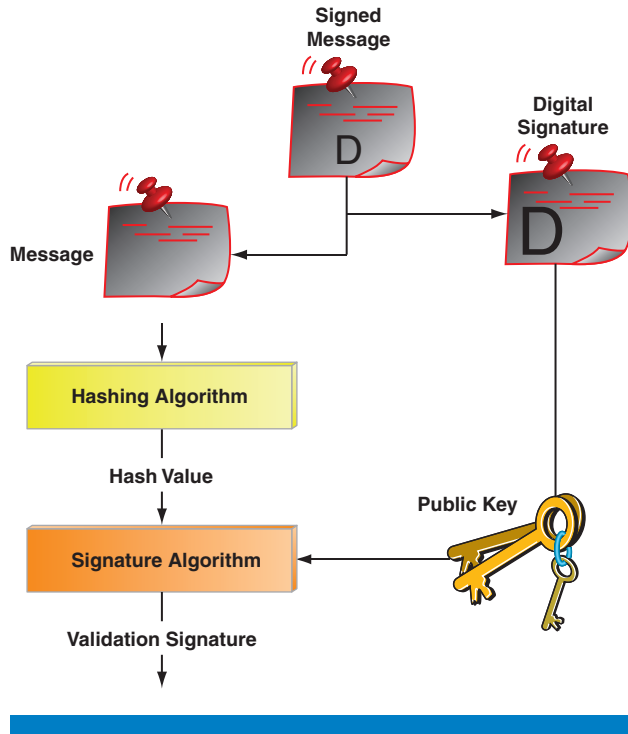 Signed
Message
D
Digital
Signature
D
Message
Hashing Algorithm
Hash Value
Public Key
Signature Algorithm
Validation Signature